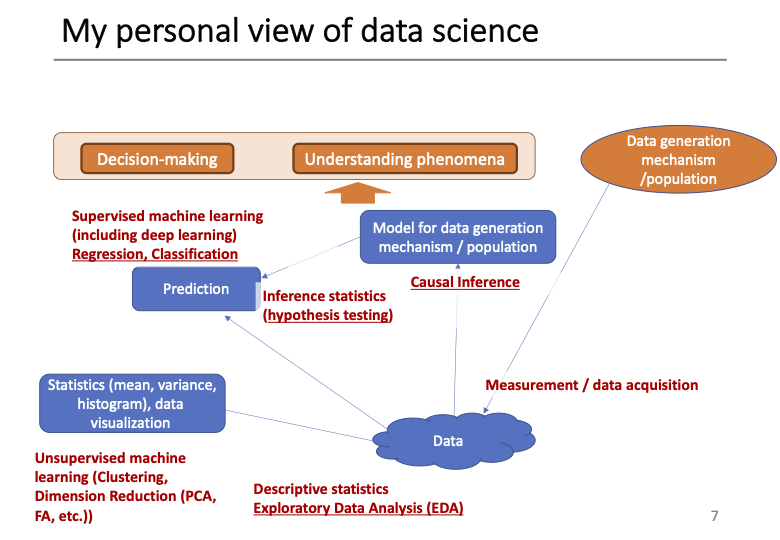 My personal view of data science
Decision-making
Understanding phenomena
Data generation
mechanism
/population
Supervised machine learning
(including deep learning)
Regression, Classification
Model for data generation
mechanism / population
Prediction
Causal Inference
Inference statistics
(hypothesis testing)
Measurement / data acquisition
Statistics (mean, variance,
histogram), data
visualization
Data
Unsupervised machine
learning (Clustering,
Dimension Reduction (PCA,
FA, etc.))
Descriptive statistics
Exploratory Data Analysis (EDA)
7